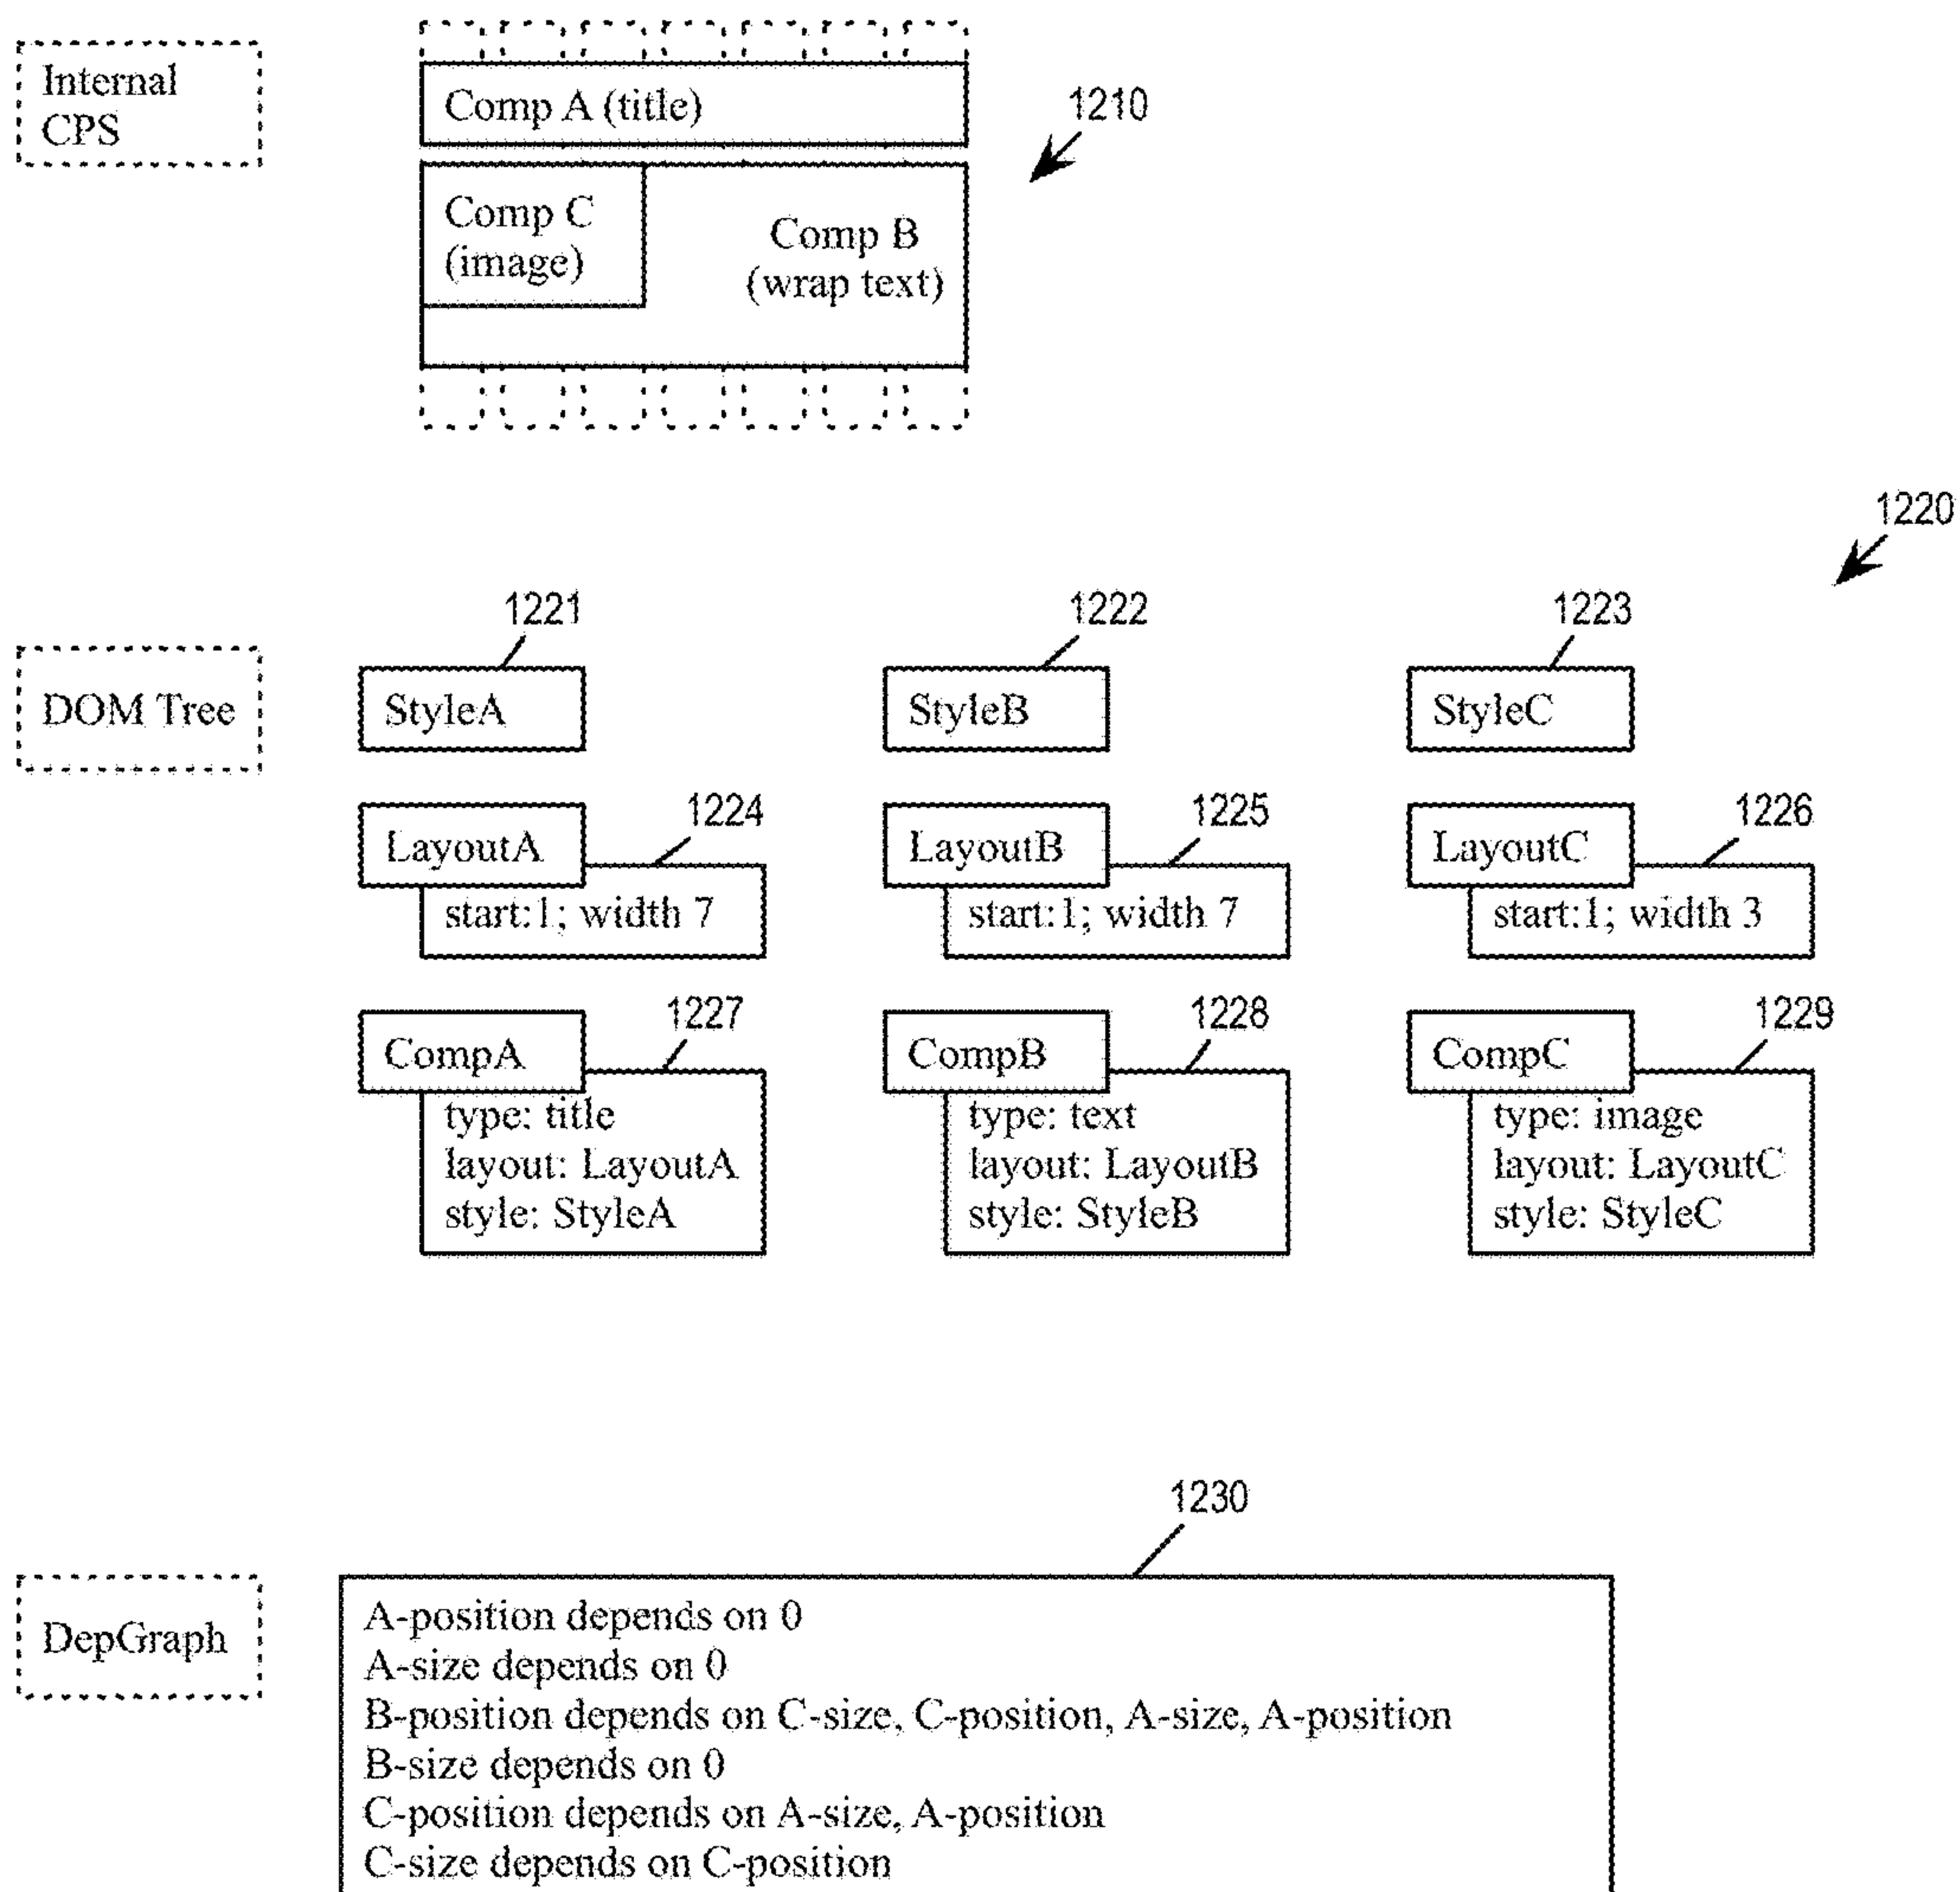 Internal
CPS
Comp A (title)
1210
Comp C
(image)
Comp B
(wrap text)
1220
1221
1222
1223
DOM Tree
StyleA
StyleB
StyleC
1224
1225
1226
LayoutA
LayoutB
LayoutC
start:1; width 7
start:1; width 7
start:1; width 3
1227
1228
1229
CompA
CompB
CompC
type: title
layout: LayoutA
style: StyleA
type: text
layout: LayoutB
style: StyleB
type: image
layout: LayoutC
style: StyleC
1230
DepGraph
A-position depends on 0
A-size depends on 0
B-position depends on C-size, C-position, A-size, A-position
B-size depends on 0
C-position depends on A-size, A-position
C-size depends on C-position